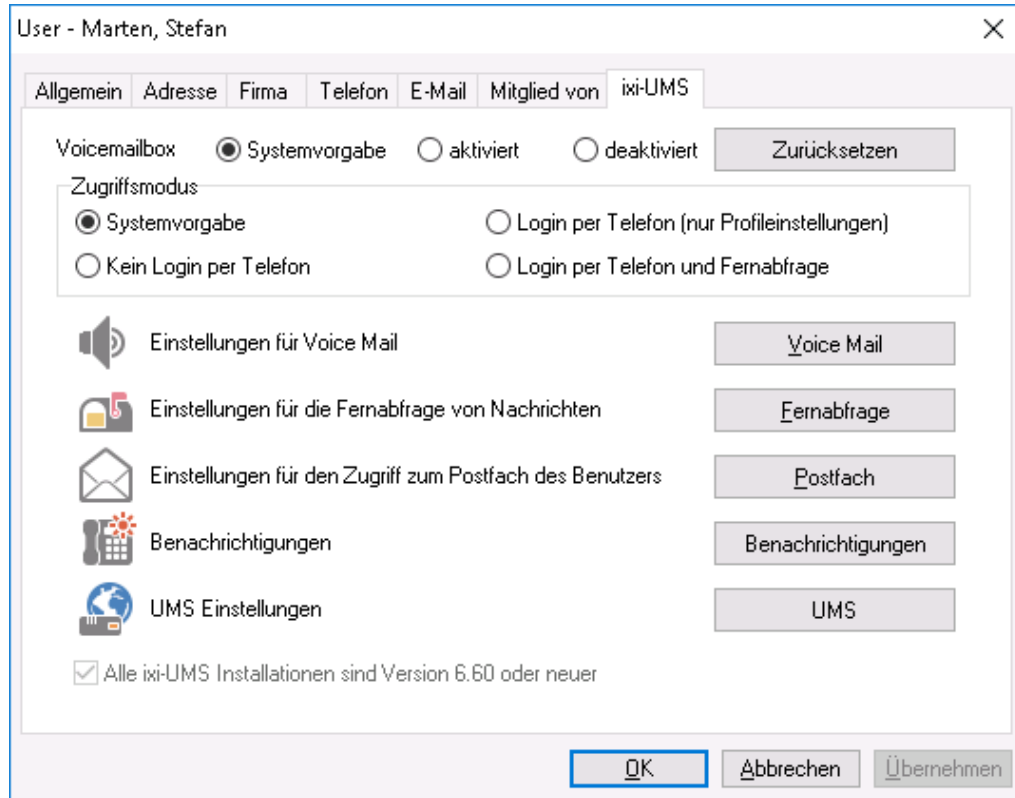 User - Marten, Stefan
Allgemein Adresse Firma Telefon E-Mail Mitglied von ixi-UMS
Voicemailbox Systemvorgabe aktiviert deaktiviert Zurücksetzen
Zugriffsmodus
Systemvorgabe Login per Telefon (nur Profileinstellungen)
Kein Login per Telefon Login per Telefon und Fernabfrage
Einstellungen für Voice Mail Voice Mail
Einstellungen für die Fernabfrage von Nachrichten Fernabfrage
Einstellungen für den Zugriff zum Postfach des Benutzers Postfach
Benachrichtigungen Benachrichtigungen
UMS Einstellungen UMS
Alle ixi-UMS Installationen sind Version 6.60 oder neuer
OK Abbrechen Übernehmen